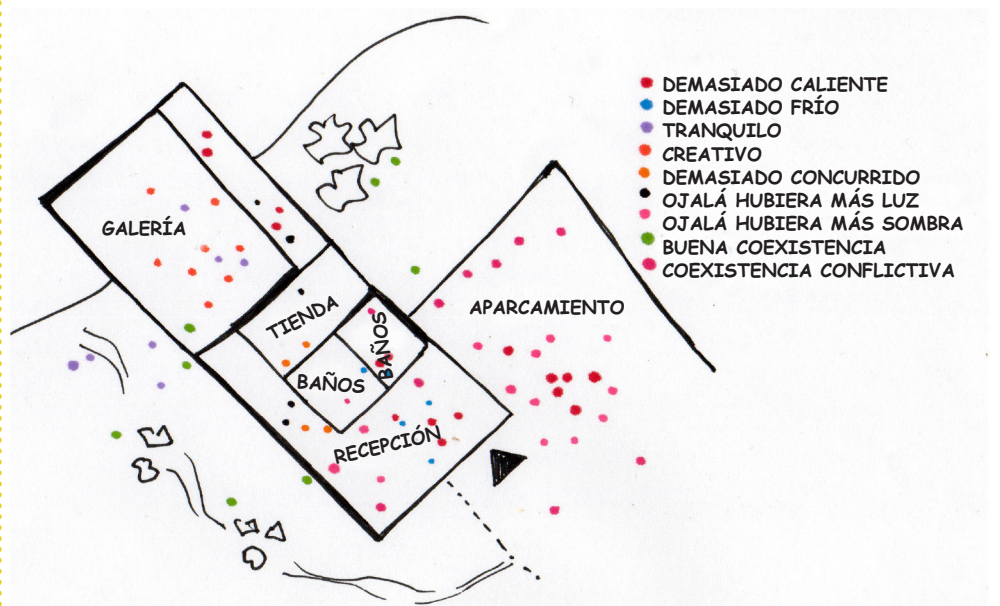 DEMASIADO CALIENTE
DEMASIADO FRÍO
TRANQUILO
CREATIVO
DEMASIADO CONCURRIDO
OJALÁ HUBIERA MÁS LUZ
OJALÁ HUBIERA MÁS SOMBRA
BUENA COEXISTENCIA
COEXISTENCIA CONFLICTIVA
GALERÍA
TIENDA
BAÑOS
BAÑOS
APARCAMIENTO
RECEPCIÓN